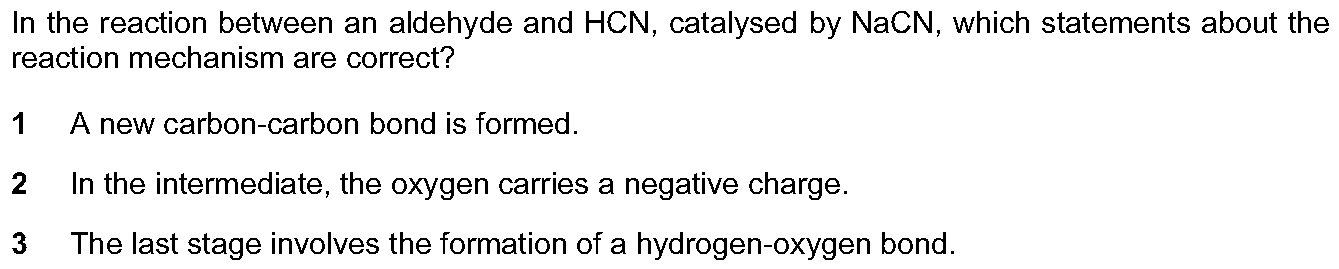 In the reaction between an aldehyde and HCN, catalysed by NaCN, which statements about the
reaction mechanism are correct?
1 A new carbon-carbon bond is formed.
2 In the intermediate, the oxygen carries a negative charge.
3 The last stage involves the formation of a hydrogen-oxygen bond.